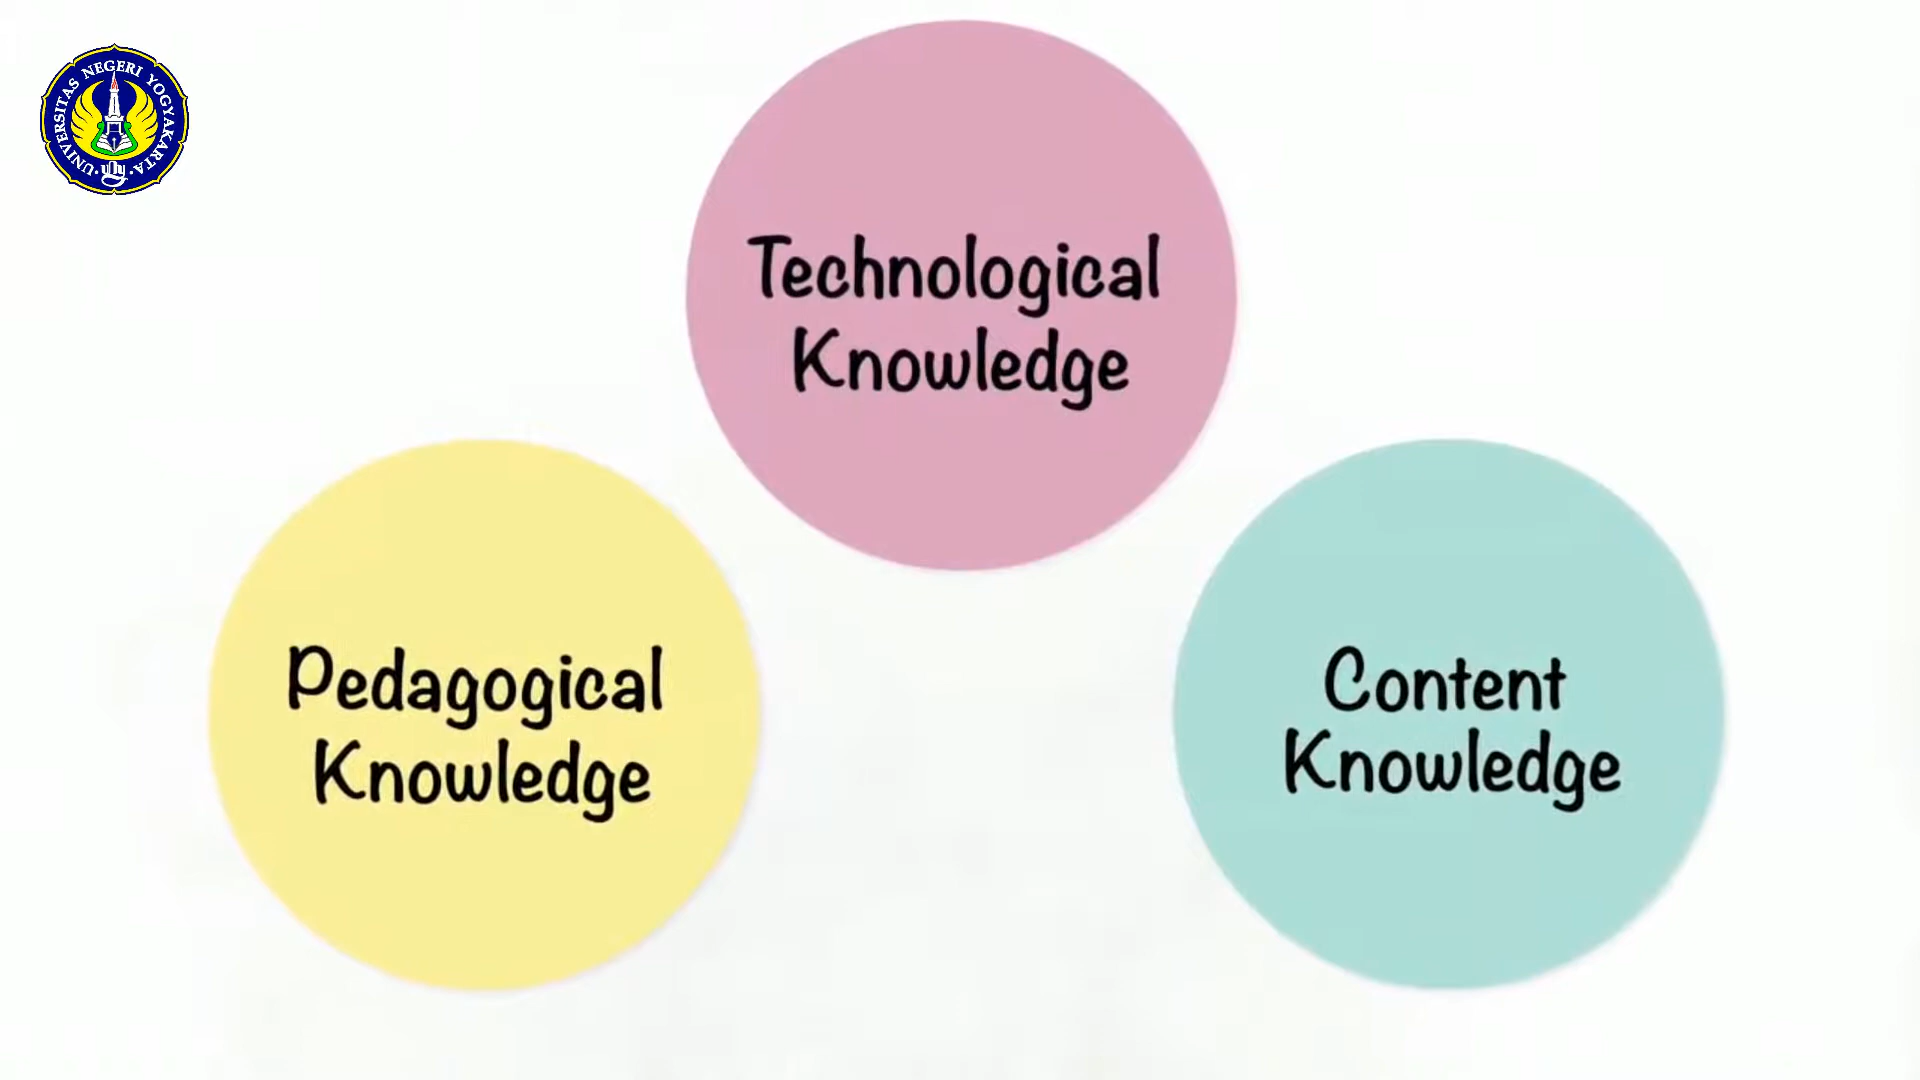 UNIVERSITAS NEGERI YOGYAKARTA
Technological
Knowledge
Pedagogical
Knowledge
Content
Knowledge